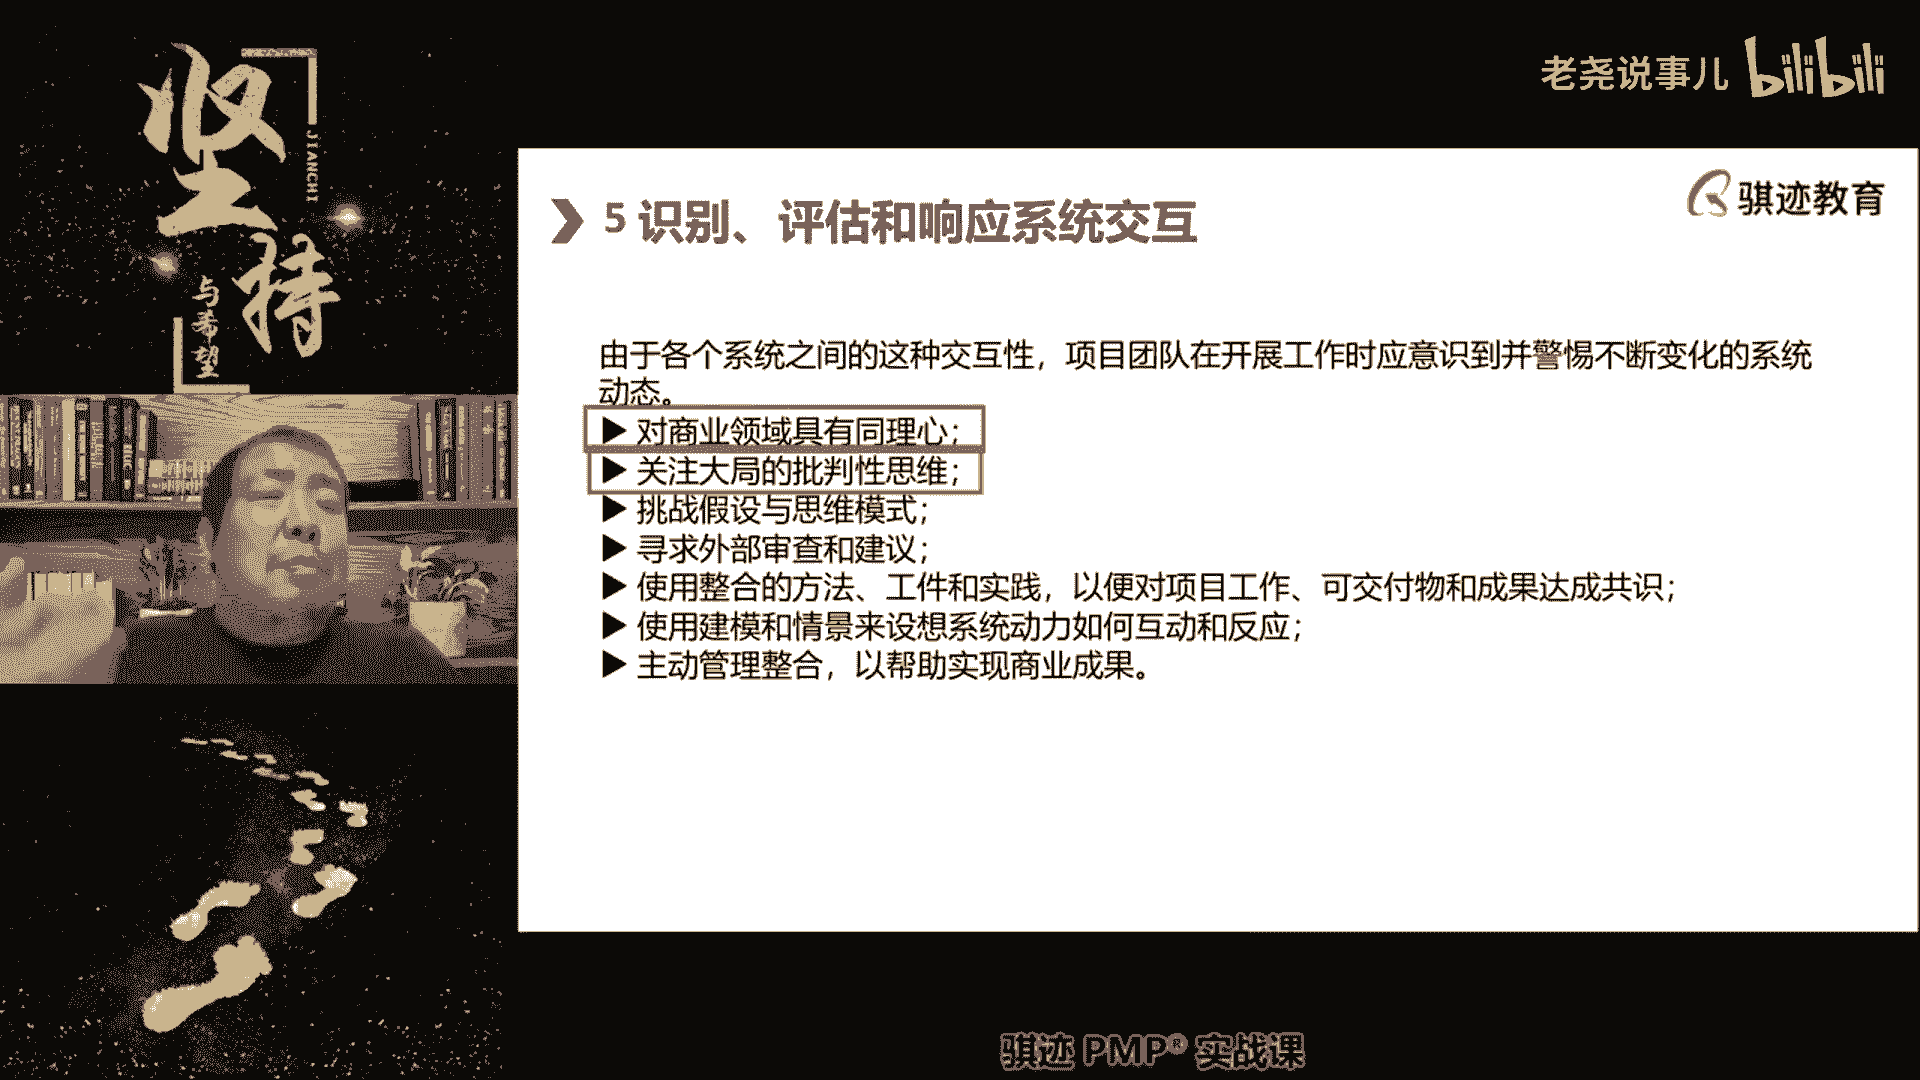 坚持
JIANCHI
与希望
老尧说事儿 bilibili
骐迹教育
5 识别、评估和响应系统交互
由于各个系统之间的这种交互性，项目团队在开展工作时应意识到并警惕不断变化的系统
动态。
▶ 对商业领域具有同理心；
▶ 关注大局的批判性思维；
▶ 挑战假设与思维模式；
▶ 寻求外部审查和建议；
▶ 使用整合的方法、工件和实践，以便对项目工作、可交付物和成果达成共识；
▶ 使用建模和情景来设想系统动力如何互动和反应；
▶ 主动管理整合，以帮助实现商业成果。
骐迹 PMP® 实战课